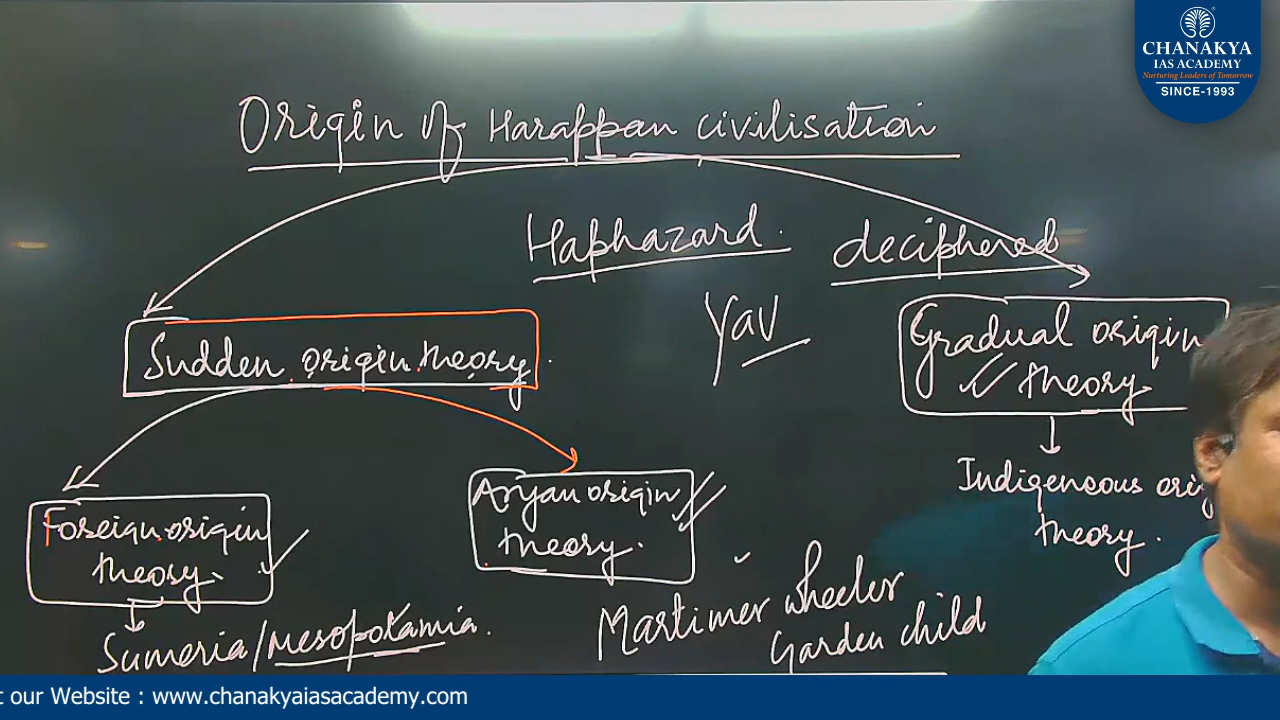 CHANAKYA
IAS ACADEMY
Nurturing Leaders of Tomorrow
SINCE-1993
Origin of Harappan civilisation
Haphazard.
deciphered
Yav
Sudden origin theory.
Gradual origin
theory.
Indigeneous orig
theory.
Foreign origin
theory.
Aryan origin
theory.
Sumeria/Mesopotamia.
Martimer wheeler
Garden child
t our Website : www.chanakyaiasacademy.com